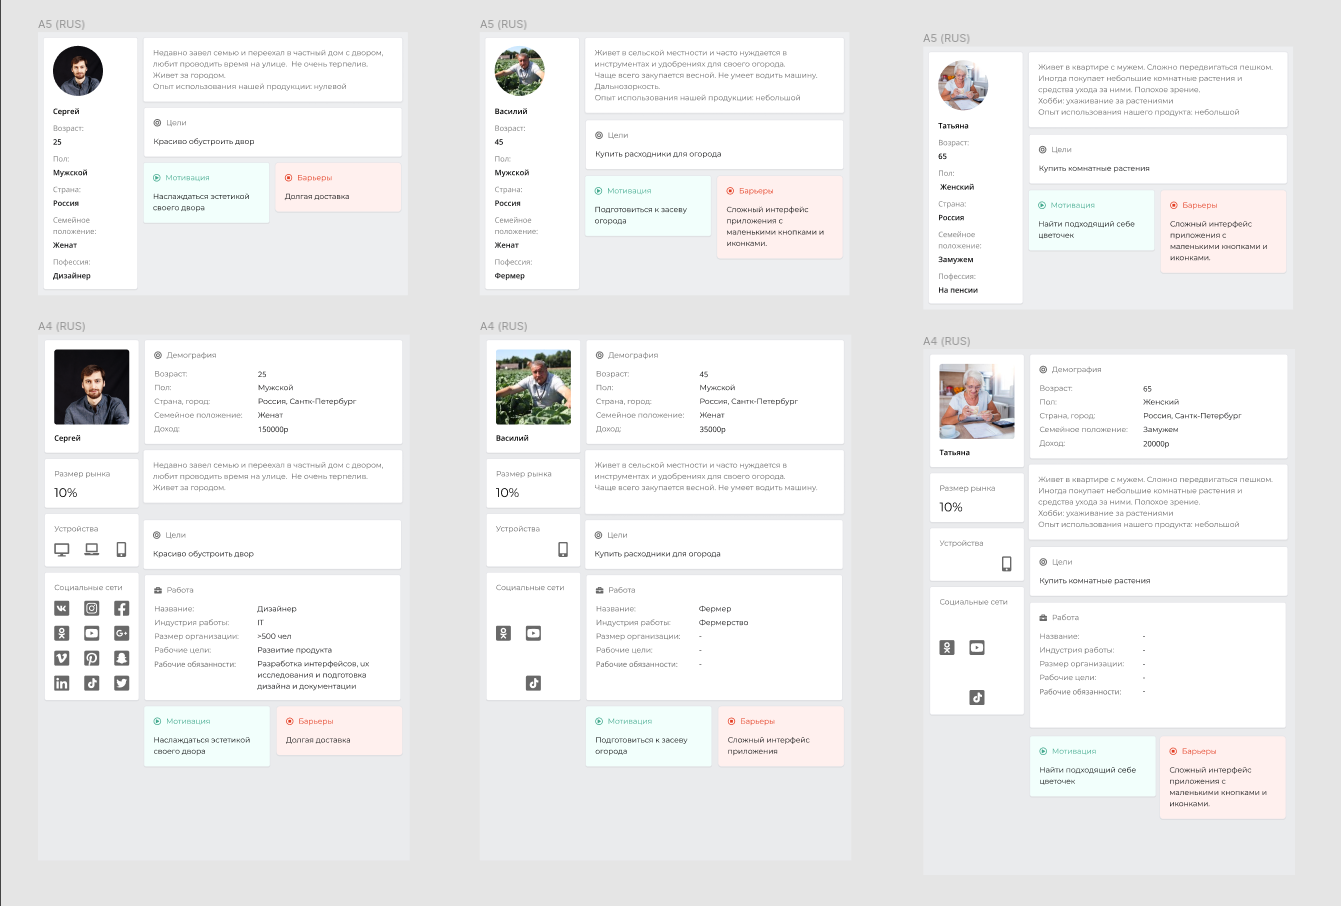 A5 (RUS)
Сергей
Возраст:
25
Пол:
Мужской
Страна:
Россия
Семейное
положение:
Женат
Пофессия:
Дизайнер
Недавно завел семью и переехал в частный дом с двором,
любит проводить время на улице. Не очень терпелив.
Живет за городом.
Опыт использования нашей продукции: нулевой
Цели
Красиво обустроить двор
Мотивация
Наслаждаться эстетикой
своего двора
Барьеры
Долгая доставка
A5 (RUS)
Василий
Возраст:
45
Пол:
Мужской
Страна:
Россия
Семейное
положение:
Женат
Пофессия:
Фермер
Живет в сельской местности и часто нуждается в
инструментах и удобрениях для своего огорода.
Чаще всего закупается весной. Не умеет водить машину.
Дальнозоркость.
Опыт использования нашей продукции: небольшой
Цели
Купить расходники для огорода
Мотивация
Подготовиться к засеву
огорода
Барьеры
Сложный интерфейс
приложения с
маленькими кнопками и
иконками.
A5 (RUS)
Татьяна
Возраст:
65
Пол:
Женский
Страна:
Россия
Семейное
положение:
Замужем
Пофессия:
На пенсии
Живет в квартире с мужем. Сложно передвигаться пешком.
Иногда покупает небольшие комнатные растения и
средства ухода за ними. Полохое зрение.
Хобби: ухаживание за растениями
Опыт использования нашего продукта: небольшой
Цели
Купить комнатные растения
Мотивация
Найти подходящий себе
цветочек
Барьеры
Сложный интерфейс
приложения с
маленькими кнопками и
иконками.
A4 (RUS)
Сергей
Размер рынка
10%
Устройства
Социальные сети
Демография
Возраст: 25
Пол: Мужской
Страна, город: Россия, Сантк-Петербург
Семейное положение: Женат
Доход: 150000р
Недавно завел семью и переехал в частный дом с двором,
любит проводить время на улице. Не очень терпелив.
Живет за городом.
Цели
Красиво обустроить двор
Работа
Название: Дизайнер
Индустрия работы: IT
Размер организации: >500 чел
Рабочие цели: Развитие продукта
Рабочие обязанности: Разработка интерфейсов, ux
исследования и подготовка
дизайна и документации
Мотивация
Наслаждаться эстетикой
своего двора
Барьеры
Долгая доставка
A4 (RUS)
Василий
Размер рынка
10%
Устройства
Социальные сети
Демография
Возраст: 45
Пол: Мужской
Страна, город: Россия, Сантк-Петербург
Семейное положение: Женат
Доход: 35000р
Живет в сельской местности и часто нуждается в
инструментах и удобрениях для своего огорода.
Чаще всего закупается весной. Не умеет водить машину.
Цели
Купить расходники для огорода
Работа
Название: Фермер
Индустрия работы: Фермерство
Размер организации: -
Рабочие цели: -
Рабочие обязанности: -
Мотивация
Подготовиться к засеву
огорода
Барьеры
Сложный интерфейс
приложения
A4 (RUS)
Татьяна
Размер рынка
10%
Устройства
Социальные сети
Демография
Возраст: 65
Пол: Женский
Страна, город: Россия, Сантк-Петербург
Семейное положение: Замужем
Доход: 20000р
Живет в квартире с мужем. Сложно передвигаться пешком.
Иногда покупает небольшие комнатные растения и
средства ухода за ними. Полохое зрение.
Хобби: ухаживание за растениями
Опыт использования нашего продукта: небольшой
Цели
Купить комнатные растения
Работа
Название: -
Индустрия работы: -
Размер организации: -
Рабочие цели: -
Рабочие обязанности: -
Мотивация
Найти подходящий себе
цветочек
Барьеры
Сложный интерфейс
приложения с
маленькими кнопками и
иконками.